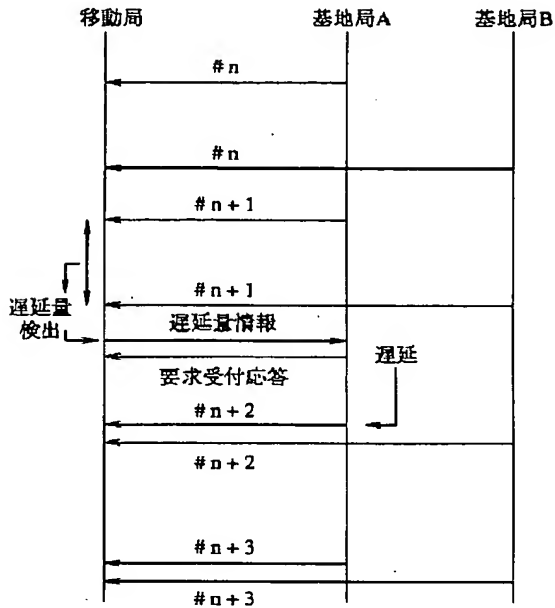 移動局 基地局A 基地局B
#n
#n
#n+1
#n+1
遅延量
検出
遅延量情報
遅延
要求受付応答
#n+2
#n+2
#n+3
#n+3